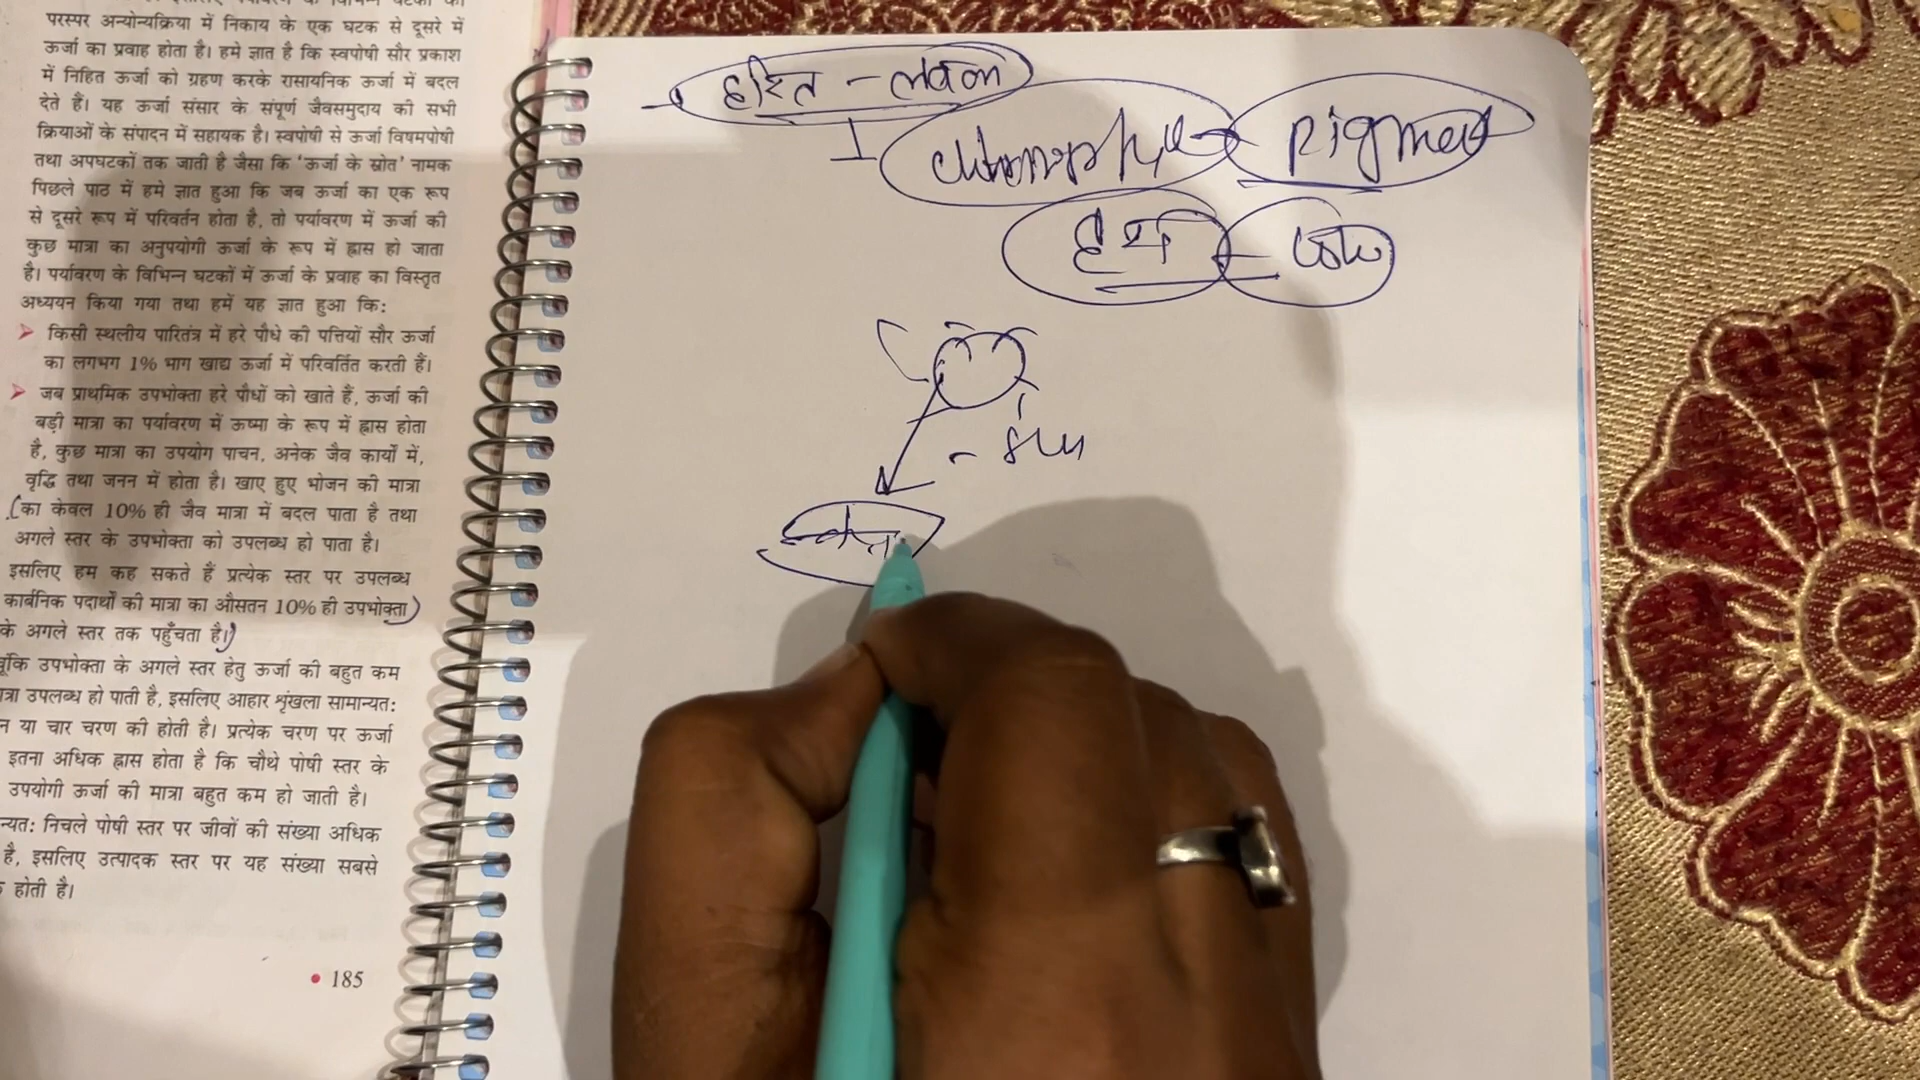 परस्पर अन्योन्यक्रिया में निकाय के एक घटक से दूसरे में
ऊर्जा का प्रवाह होता है। हमे ज्ञात है कि स्वपोषी सौर प्रकाश
में निहित ऊर्जा को ग्रहण करके रासायनिक ऊर्जा में बदल
देते हैं। यह ऊर्जा संसार के संपूर्ण जैवसमुदाय की सभी
क्रियाओं के संपादन में सहायक है। स्वपोषी से ऊर्जा विषमपोषी
तथा अपघटकों तक जाती है जैसा कि 'ऊर्जा के स्रोत' नामक
पिछले पाठ में हमे ज्ञात हुआ कि जब ऊर्जा का एक रूप
से दूसरे रूप में परिवर्तन होता है, तो पर्यावरण में ऊर्जा की
कुछ मात्रा का अनुपयोगी ऊर्जा के रूप में ह्रास हो जाता
है। पर्यावरण के विभिन्न घटकों में ऊर्जा के प्रवाह का विस्तृत
अध्ययन किया गया तथा हमें यह ज्ञात हुआ कि:
➢ किसी स्थलीय पारितंत्र में हरे पौधे की पत्तियों सौर ऊर्जा
का लगभग 1% भाग खाद्य ऊर्जा में परिवर्तित करती हैं।
➢ जब प्राथमिक उपभोक्ता हरे पौधों को खाते हैं, ऊर्जा की
बड़ी मात्रा का पर्यावरण में ऊष्मा के रूप में ह्रास होता
है, कुछ मात्रा का उपयोग पाचन, अनेक जैव कार्यों में,
वृद्धि तथा जनन में होता है। खाए हुए भोजन की मात्रा
का केवल 10% ही जैव मात्रा में बदल पाता है तथा
अगले स्तर के उपभोक्ता को उपलब्ध हो पाता है।
इसलिए हम कह सकते हैं प्रत्येक स्तर पर उपलब्ध
कार्बनिक पदार्थों की मात्रा का औसतन 10% ही उपभोक्ता
के अगले स्तर तक पहुँचता है।
उपभोक्ता के अगले स्तर हेतु ऊर्जा की बहुत कम
उपलब्ध हो पाती है, इसलिए आहार शृंखला सामान्यत:
या चार चरण की होती है। प्रत्येक चरण पर ऊर्जा
इतना अधिक ह्रास होता है कि चौथे पोषी स्तर के
उपयोगी ऊर्जा की मात्रा बहुत कम हो जाती है।
निचले पोषी स्तर पर जीवों की संख्या अधिक
है, इसलिए उत्पादक स्तर पर यह संख्या सबसे
होती है।
• 185
हरित - लवक